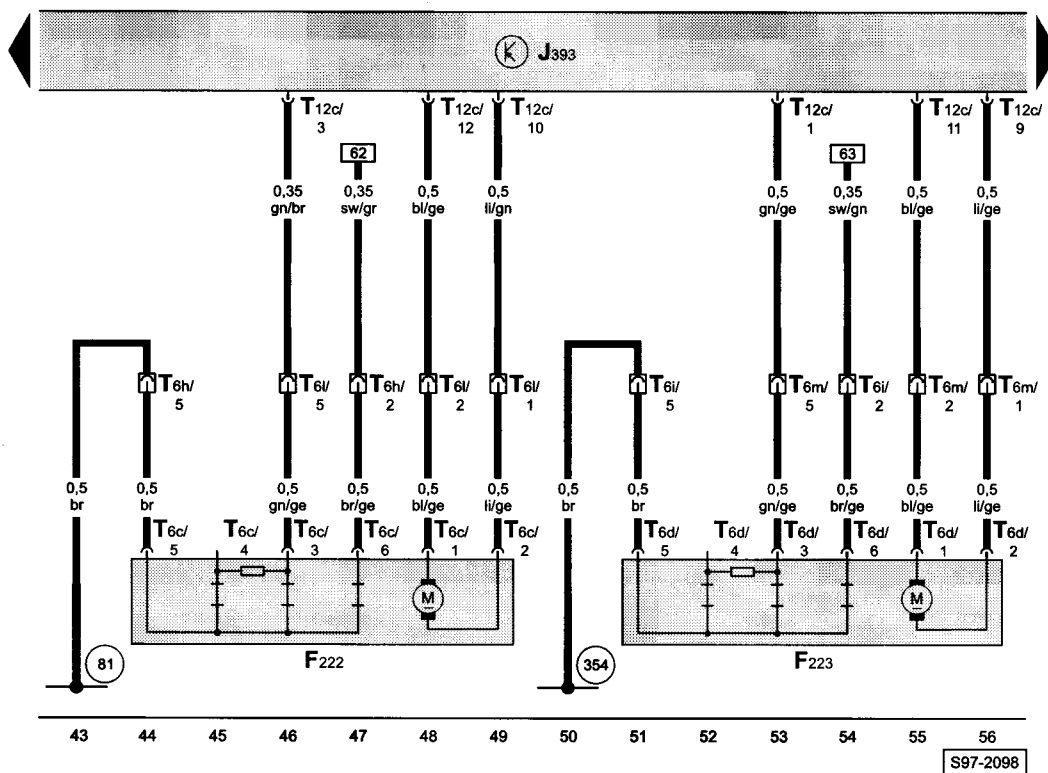 K J393
T12c/ T12c/ T12c/ T12c/ T12c/ T12c/
3 12 10 1 11 9
62 63
0,35 0,35 0,5 0,5 0,5 0,35 0,5 0,5
gn/br sw/gr bl/ge li/gn gn/ge sw/gn bl/ge li/ge
T6h/ T6l/ T6h/ T6l/ T6l/ T6i/ T6m/ T6i/ T6m/ T6m/
5 5 2 2 1 5 5 2 2 1
0,5 0,5 0,5 0,5 0,5 0,5 0,5 0,5 0,5 0,5 0,5 0,5
br br gn/ge br/ge bl/ge li/ge br br gn/ge br/ge bl/ge li/ge
T6c/ T6c/ T6c/ T6c/ T6c/ T6c/ T6d/ T6d/ T6d/ T6d/ T6d/ T6d/
5 4 3 6 1 2 5 4 3 6 1 2
M M
F222 F223
81 354
43 44 45 46 47 48 49 50 51 52 53 54 55 56
S97-2098